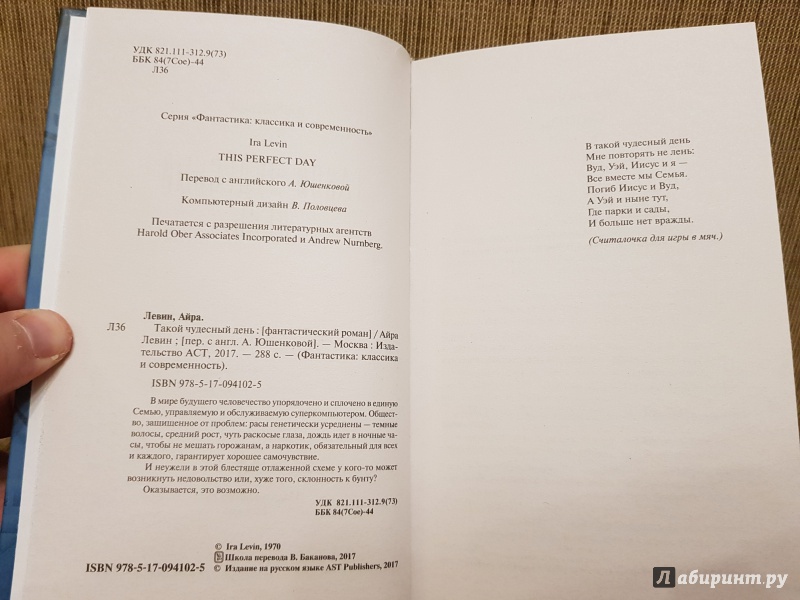 УДК 821.111-312.9(73)
ББК 84(7Сое)-44
Л36
Серия «Фантастика: классика и современность»
Ira Levin
THIS PERFECT DAY
Перевод с английского А. Юшенковой
Компьютерный дизайн В. Половцева
Печатается с разрешения литературных агентств
Harold Ober Associates Incorporated и Andrew Nurnberg.
Левин, Айра.
Л36 Такой чудесный день : [фантастический роман] / Айра
Левин ; [пер. с англ. А. Юшенковой]. — Москва : Изда-
тельство АСТ, 2017. — 288 с. — (Фантастика: классика
и современность).
ISBN 978-5-17-094102-5
В мире будущего человечество упорядочено и сплочено в единую
Семью, управляемую и обслуживаемую суперкомпьютером. Общест-
во, защищенное от проблем: расы генетически усреднены — темные
волосы, средний рост, чуть раскосые глаза, дождь идет в ночные ча-
сы, чтобы не мешать горожанам, а наркотик, обязательный для всех
и каждого, гарантирует хорошее самочувствие.
И неужели в этой блестяще отлаженной схеме у кого-то может
возникнуть недовольство или, хуже того, склонность к бунту?
Оказывается, это возможно.
УДК 821.111-312.9(73)
ББК 84(7Сое)-44
© Ira Levin, 1970
Школа перевода В. Баканова, 2017
ISBN 978-5-17-094102-5 © Издание на русском языке AST Publishers, 2017
В такой чудесный день
Мне повторять не лень:
Вуд, Уэй, Иисус и я —
Все вместе мы Семья.
Погиб Иисус и Вуд,
А Уэй и ныне тут,
Где парки и сады,
И больше нет вражды.
(Считалочка для игры в мяч.)
Лабиринт.ру